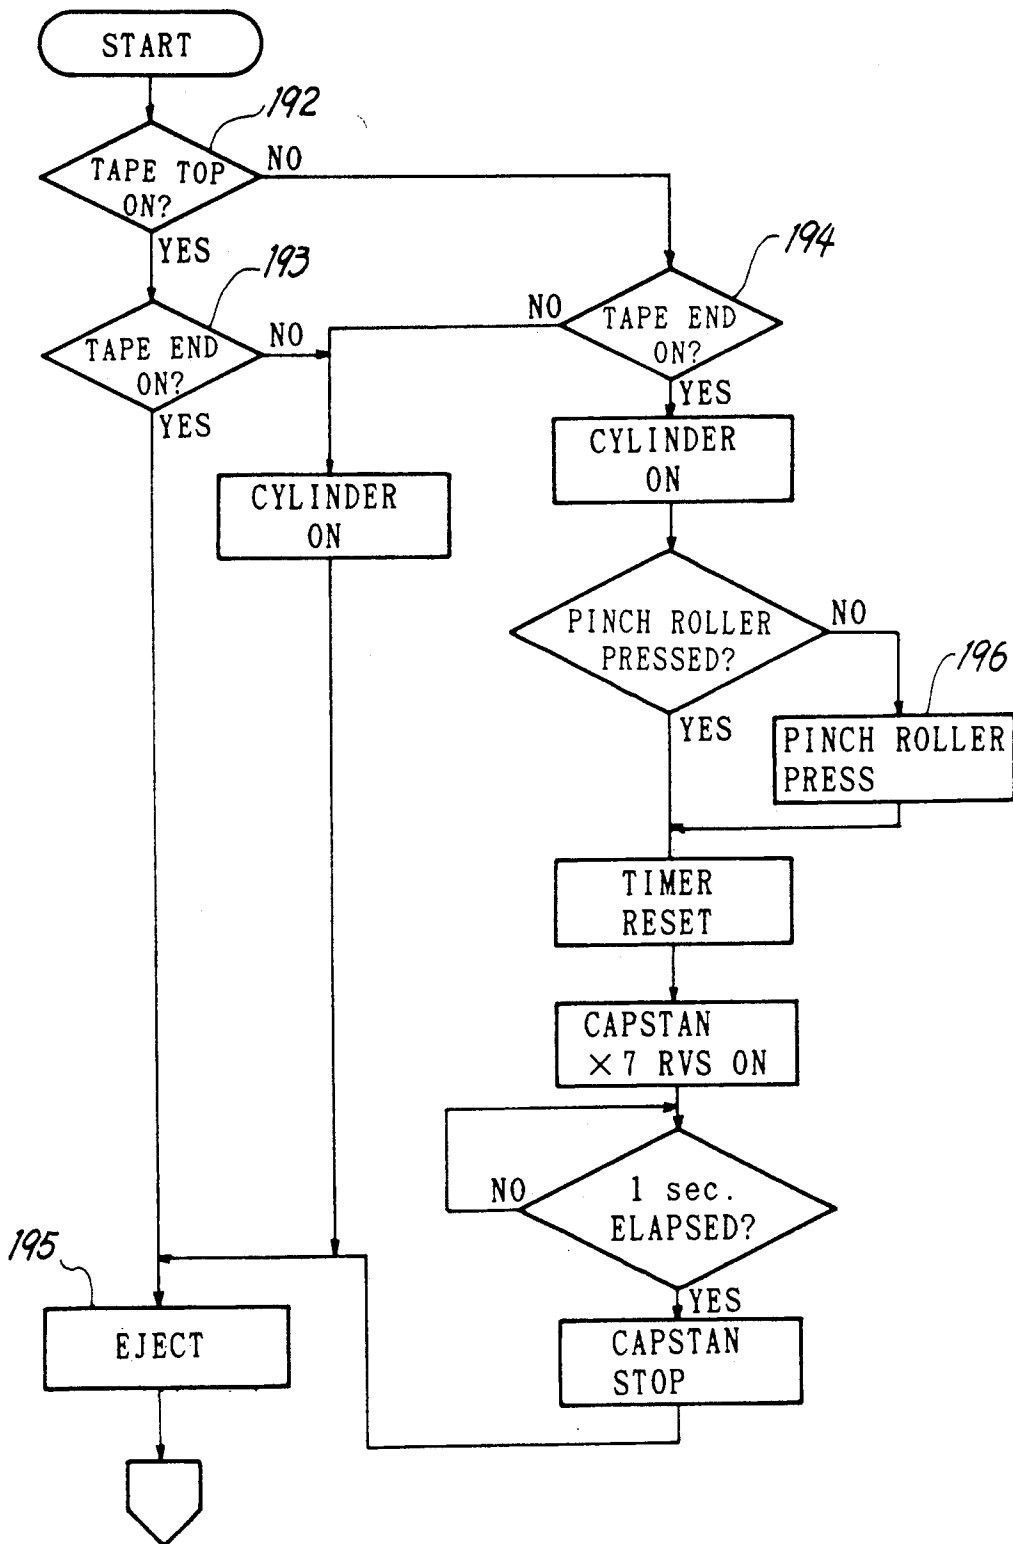 START
192
TAPE TOP
ON?
NO
YES
193
TAPE END
ON?
NO
YES
194
TAPE END
ON?
NO
YES
CYLINDER
ON
CYLINDER
ON
PINCH ROLLER
PRESSED?
NO
YES
196
PINCH ROLLER
PRESS
TIMER
RESET
CAPSTAN
×7 RVS ON
1 sec.
ELAPSED?
NO
YES
CAPSTAN
STOP
195
EJECT